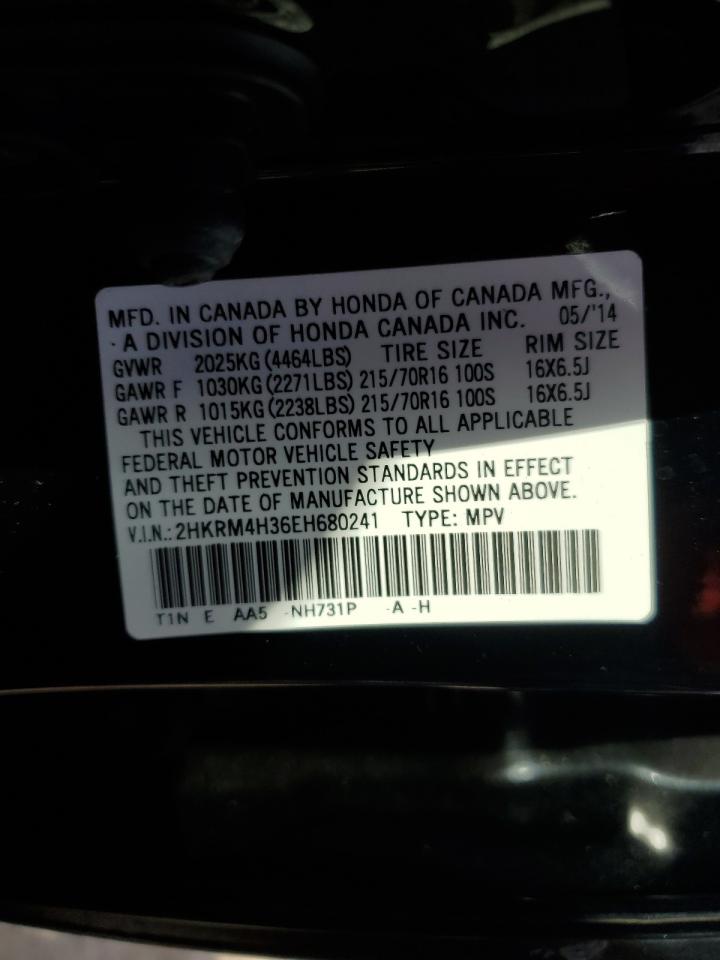 MFD. IN CANADA BY HONDA OF CANADA MFG.,
A DIVISION OF HONDA CANADA INC. 05/'14
GVWR 2025KG (4464LBS) TIRE SIZE RIM SIZE
GAWR F 1030KG (2271LBS) 215/70R16 100S 16X6.5J
GAWR R 1015KG (2238LBS) 215/70R16 100S 16X6.5J
THIS VEHICLE CONFORMS TO ALL APPLICABLE
FEDERAL MOTOR VEHICLE SAFETY
AND THEFT PREVENTION STANDARDS IN EFFECT
ON THE DATE OF MANUFACTURE SHOWN ABOVE.
V.I.N.: 2HKRM4H36EH680241 TYPE: MPV
T1N E AA5 -NH731P -A -H